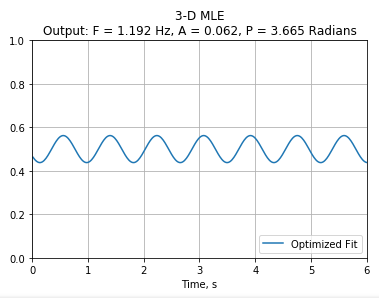 3-D MLE
Output: F = 1.192 Hz, A = 0.062, P = 3.665 Radians
1.0
0.8
0.6
0.4
0.2
0.0
Optimized Fit
0 1 2 3 4 5 6
Time, s